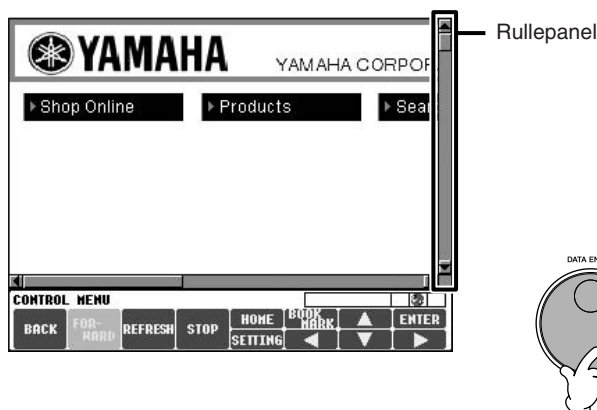 Rullepanel
YAMAHA
YAMAHA CORPOR
Shop Online
Products
Sear
CONTROL MENU
BACK
FOR-
WARD
REFRESH
STOP
HOME
BOOK
MARK
ENTER
SETTING
DATA EN